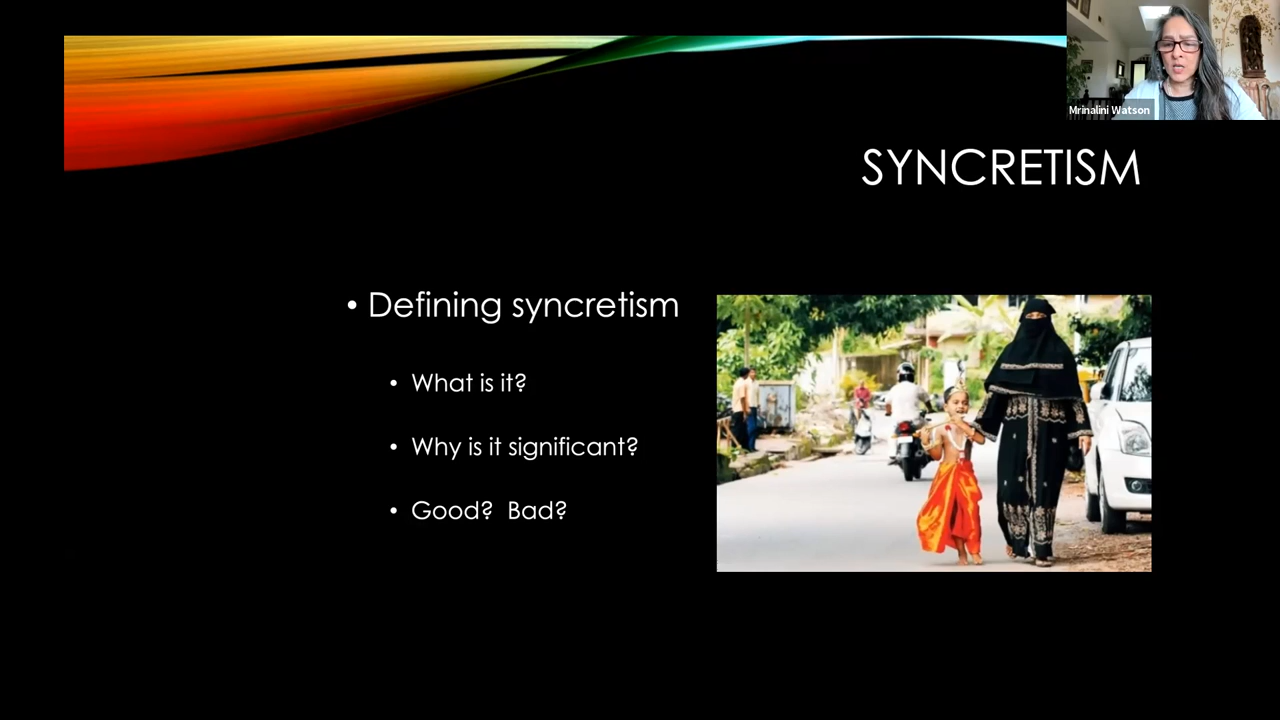 Mrinalini Watson
SYNCRETISM
• Defining syncretism
• What is it?
• Why is it significant?
• Good? Bad?